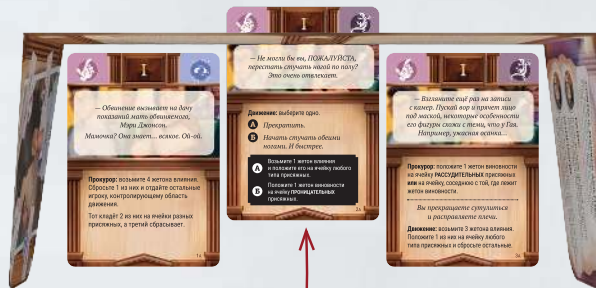 I
— Обвинение вызывает на дачу
показаний мать обвиняемого,
Мэри Джонсон.
Мамочка? Она знает... всякое. Ой-ой.
Прокурор: возьмите 4 жетона влияния.
Сбросьте 1 из них и отдайте остальные
игроку, контролирующему область
движения.
Тот кладёт 2 из них на ячейки разных
присяжных, а третий сбрасывает.
I
— Не могли бы вы, ПОЖАЛУЙСТА,
перестать стучать ногой по полу?
Это очень отвлекает.
Движение: выберите одно.
А Прекратить.
Б Начать стучать обеими
ногами. И быстрее.
А Возьмите 1 жетон влияния
и положите его на ячейку любого
типа присяжных.
Б Положите 1 жетон виновности
на ячейку ПРОНИЦАТЕЛЬНЫХ
присяжных.
I
— Взгляните ещё раз на записи
с камер. Пускай вор и прячет лицо
под маской, некоторые особенности
его фигуры схожи с теми, что у Гая.
Например, ужасная осанка...
Прокурор: положите 1 жетон виновности
на ячейку РАССУДИТЕЛЬНЫХ присяжных
или на ячейку, соседнюю с той, где лежит
жетон виновности.
Вы прекращаете сутулиться
и расправляете плечи.
Движение: возьмите 3 жетона влияния.
Положите 1 из них на ячейку любого
типа присяжных и сбросьте остальные.